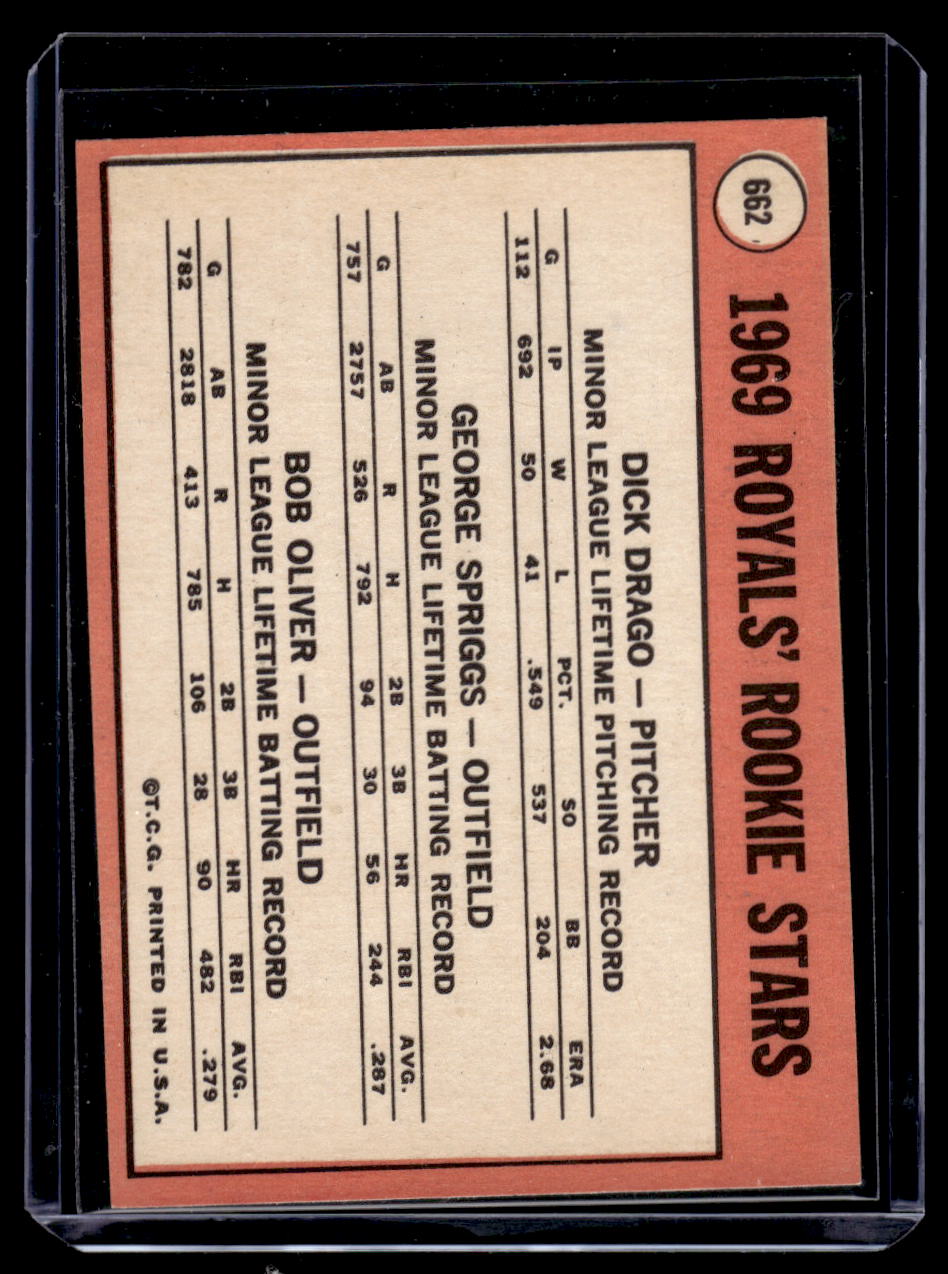 662
1969 ROYALS' ROOKIE STARS
DICK DRAGO — PITCHER
MINOR LEAGUE LIFETIME PITCHING RECORD
G IP W L PCT. SO BB ERA
112 692 50 41 .549 537 204 2.68
GEORGE SPRIGGS — OUTFIELD
MINOR LEAGUE LIFETIME BATTING RECORD
G AB R H 2B 3B HR RBI AVG.
757 2757 526 792 94 30 56 244 .287
BOB OLIVER — OUTFIELD
MINOR LEAGUE LIFETIME BATTING RECORD
G AB R H 2B 3B HR RBI AVG.
782 2818 413 785 106 28 90 482 .279
©T.C.G. PRINTED IN U.S.A.